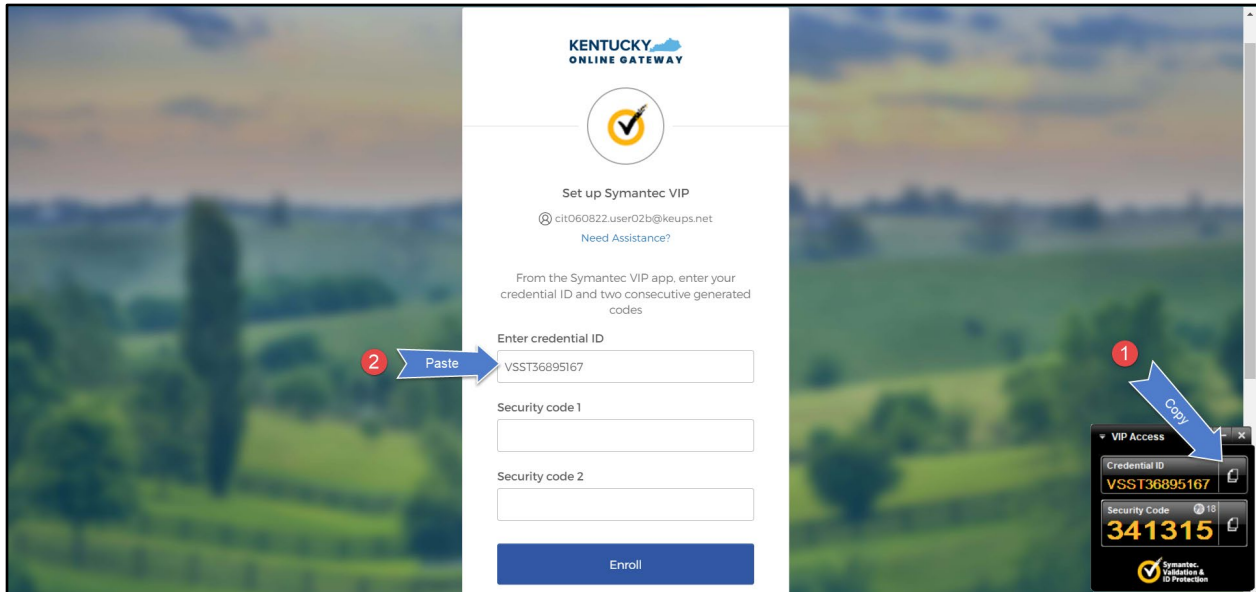 KENTUCKY
ONLINE GATEWAY
Set up Symantec VIP
cit060822.user02b@keups.net
Need Assistance?
From the Symantec VIP app, enter your
credential ID and two consecutive generated
codes
Enter credential ID
2 Paste
VSST36895167
Security code 1
Security code 2
Enroll
1
Copy
VIP Access
Credential ID
VSST36895167
Security Code 18
341315
Symantec.
Validation &
ID Protection